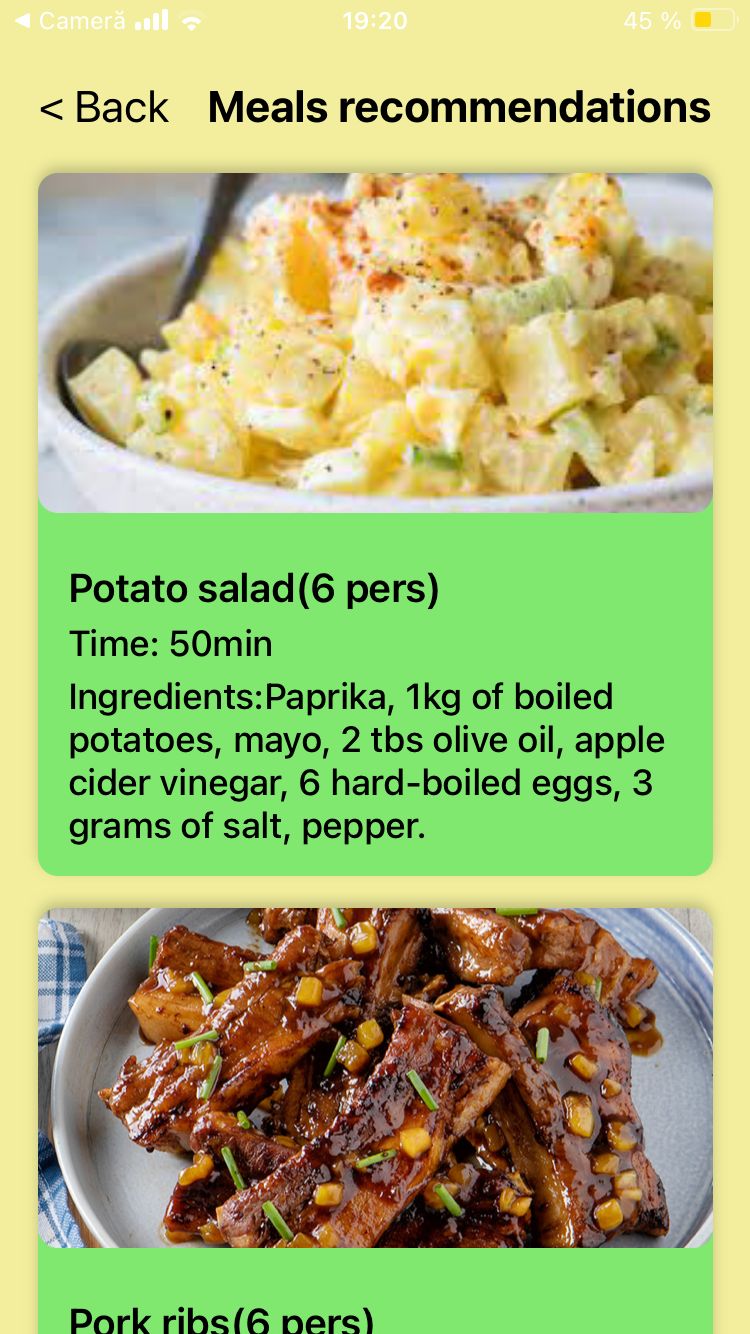 ◀ Cameră 19:20 45 %
< Back Meals recommendations
Potato salad(6 pers)
Time: 50min
Ingredients:Paprika, 1kg of boiled
potatoes, mayo, 2 tbs olive oil, apple
cider vinegar, 6 hard-boiled eggs, 3
grams of salt, pepper.
Pork ribs(6 pers)